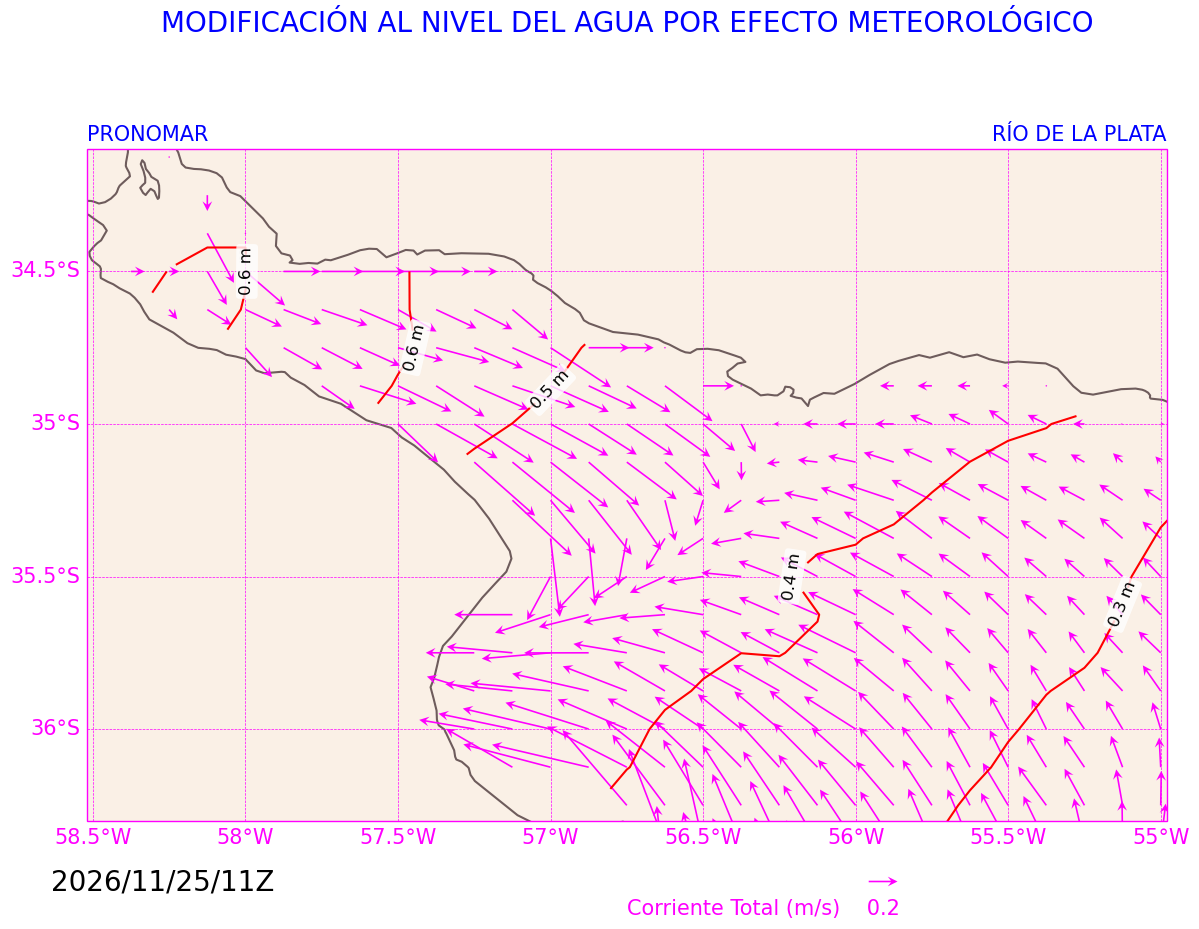 MODIFICACIÓN AL NIVEL DEL AGUA POR EFECTO METEOROLÓGICO
PRONOMAR
RÍO DE LA PLATA
0.6 m
34.5°S
0.6 m
0.5 m
35°S
0.4 m
35.5°S
0.3 m
36°S
58.5°W
58°W
57.5°W
57°W
56.5°W
56°W
55.5°W
55°W
2026/11/25/11Z
Corriente Total (m/s)
0.2